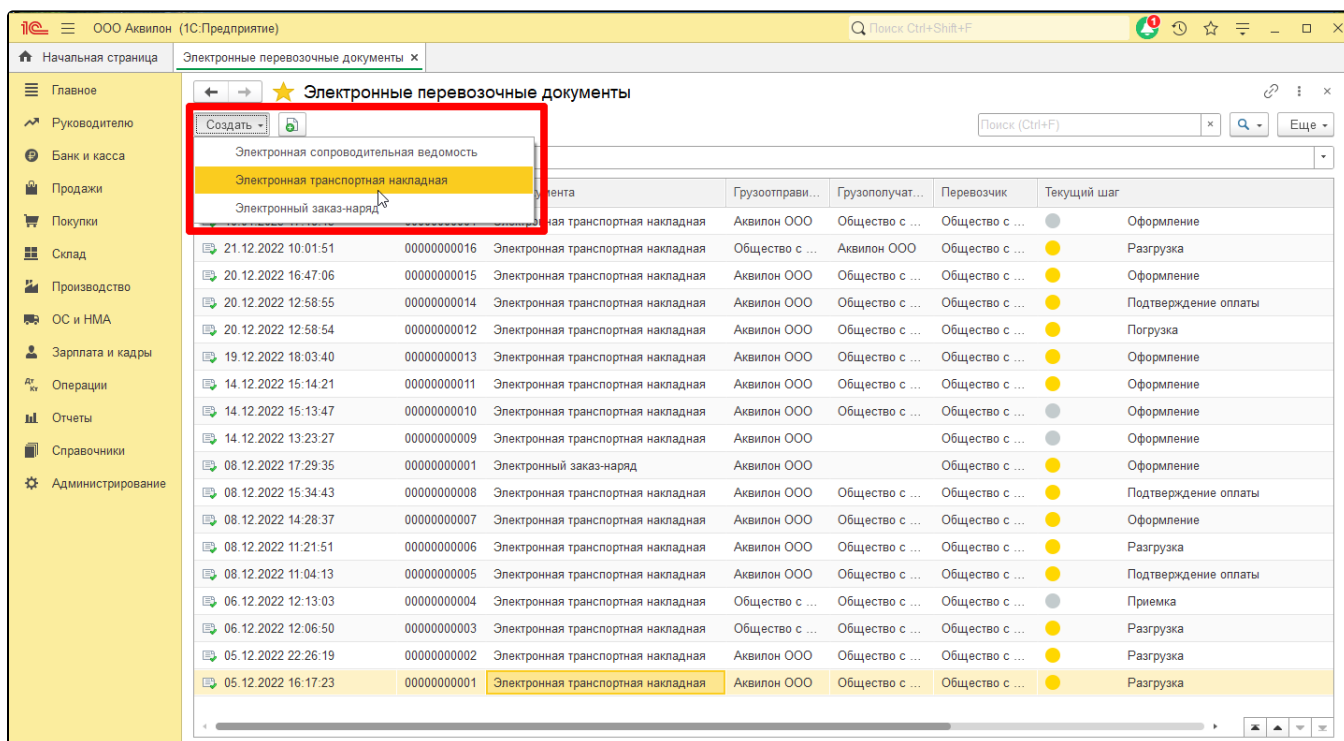 1С ООО Аквилон (1С:Предприятие) Поиск Ctrl+Shift+F 1
Начальная страница Электронные перевозочные документы ×
Главное
Руководителю
Банк и касса
Продажи
Покупки
Склад
Производство
ОС и НМА
Зарплата и кадры
Дт Кт Операции
Отчеты
Справочники
Администрирование
Электронные перевозочные документы
Создать Поиск (Ctrl+F) × Еще
Электронная сопроводительная ведомость
Электронная транспортная накладная
Электронный заказ-наряд
Грузоотправи... Грузополучат... Перевозчик Текущий шаг
Электронная транспортная накладная Аквилон ООО Общество с ... Общество с ... Оформление
21.12.2022 10:01:51 00000000016 Электронная транспортная накладная Общество с ... Аквилон ООО Общество с ... Разгрузка
20.12.2022 16:47:06 00000000015 Электронная транспортная накладная Аквилон ООО Общество с ... Общество с ... Оформление
20.12.2022 12:58:55 00000000014 Электронная транспортная накладная Аквилон ООО Общество с ... Общество с ... Подтверждение оплаты
20.12.2022 12:58:54 00000000012 Электронная транспортная накладная Аквилон ООО Общество с ... Общество с ... Погрузка
19.12.2022 18:03:40 00000000013 Электронная транспортная накладная Аквилон ООО Общество с ... Общество с ... Оформление
14.12.2022 15:14:21 00000000011 Электронная транспортная накладная Аквилон ООО Общество с ... Общество с ... Оформление
14.12.2022 15:13:47 00000000010 Электронная транспортная накладная Аквилон ООО Общество с ... Общество с ... Оформление
14.12.2022 13:23:27 00000000009 Электронная транспортная накладная Аквилон ООО Общество с ... Оформление
08.12.2022 17:29:35 00000000001 Электронный заказ-наряд Аквилон ООО Общество с ... Оформление
08.12.2022 15:34:43 00000000008 Электронная транспортная накладная Аквилон ООО Общество с ... Общество с ... Подтверждение оплаты
08.12.2022 14:28:37 00000000007 Электронная транспортная накладная Аквилон ООО Общество с ... Общество с ... Оформление
08.12.2022 11:21:51 00000000006 Электронная транспортная накладная Аквилон ООО Общество с ... Общество с ... Разгрузка
08.12.2022 11:04:13 00000000005 Электронная транспортная накладная Аквилон ООО Общество с ... Общество с ... Подтверждение оплаты
06.12.2022 12:13:03 00000000004 Электронная транспортная накладная Общество с ... Общество с ... Общество с ... Приемка
06.12.2022 12:06:50 00000000003 Электронная транспортная накладная Общество с ... Общество с ... Общество с ... Разгрузка
05.12.2022 22:26:19 00000000002 Электронная транспортная накладная Аквилон ООО Общество с ... Общество с ... Разгрузка
05.12.2022 16:17:23 00000000001 Электронная транспортная накладная Аквилон ООО Общество с ... Общество с ... Разгрузка